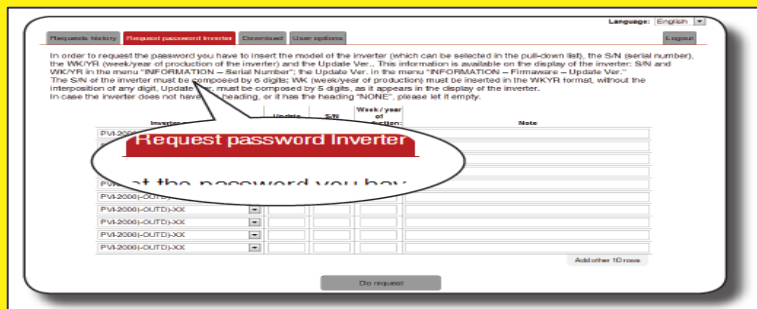 Language: English
Requests history Request password Inverter Download User options Logout
In order to request the password you have to insert the model of the inverter (which can be selected in the pull-down list), the S/N (serial number),
the WK/YR (week/year of production of the inverter) and the Update Ver.. This information is available on the display of the inverter: S/N and
WK/YR in the menu "INFORMATION – Serial Number"; the Update Ver. in the menu "INFORMATION – Firmaware – Update Ver."
The S/N of the inverter must be composed by 6 digits; WK (week/year of production) must be inserted in the WK/YR format, without the
interposition of any digit, Update Ver. must be composed by 5 digits, as it appears in the display of the inverter.
In case the inverter does not have heading, or it has the heading "NONE", please let it empty.
Week / year
of
Update S/N Note
Request password Inverter
the password you hav
PVI-2000(-OUTD)-XX
PVI-2000(-OUTD)-XX
PVI-2000(-OUTD)-XX
PVI-2000(-OUTD)-XX
Add other 10 rows
Do request